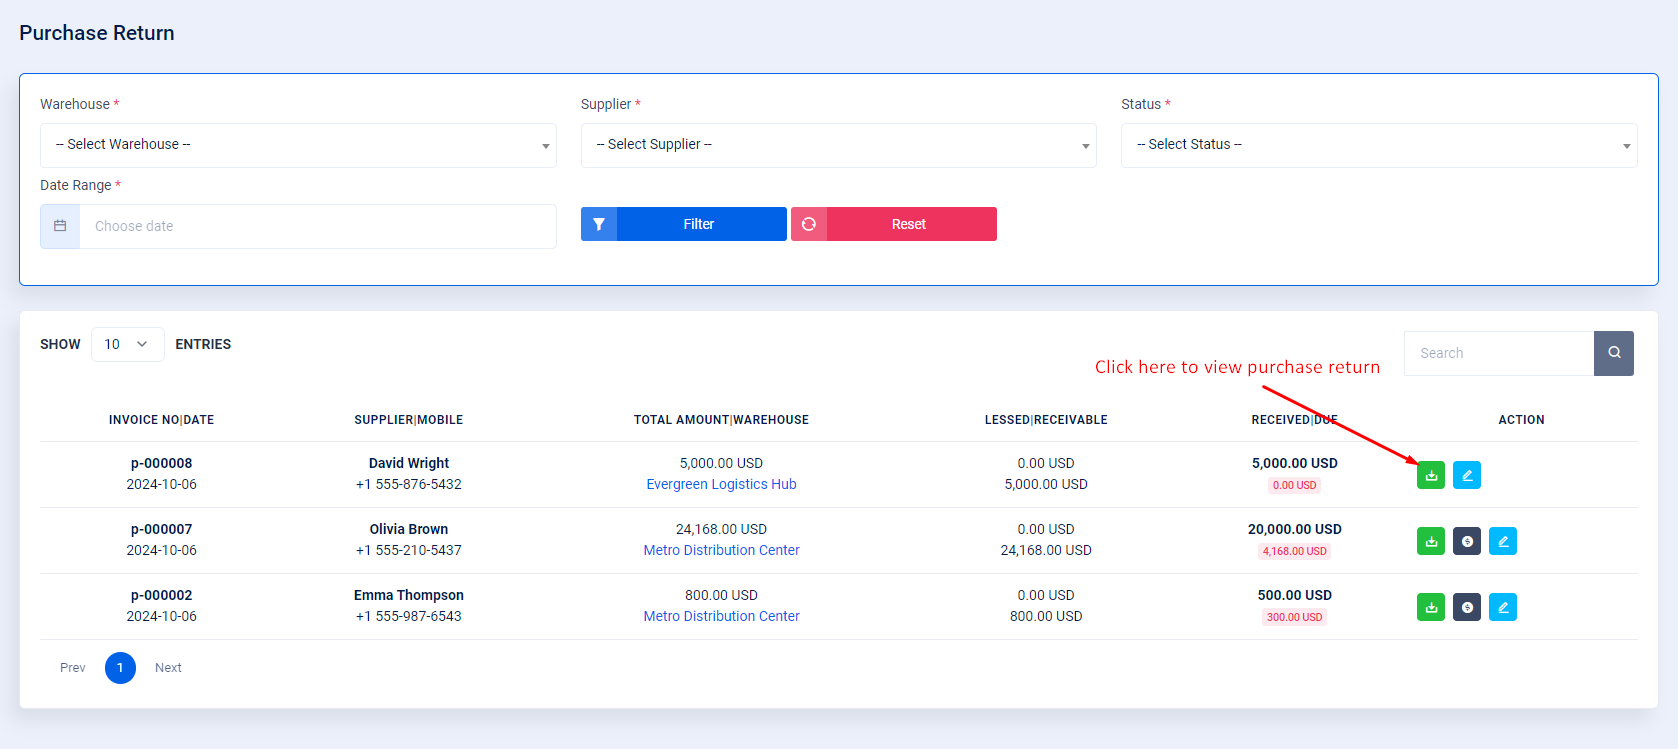 Purchase Return
Warehouse * Supplier * Status *
-- Select Warehouse -- -- Select Supplier -- -- Select Status --
Date Range *
Choose date Filter Reset
SHOW 10 ENTRIES Search
Click here to view purchase return
INVOICE NO|DATE SUPPLIER|MOBILE TOTAL AMOUNT|WAREHOUSE LESSED|RECEIVABLE RECEIVED|DUE ACTION
p-000008 David Wright 5,000.00 USD 0.00 USD 5,000.00 USD
2024-10-06 +1 555-876-5432 Evergreen Logistics Hub 5,000.00 USD 0.00 USD
p-000007 Olivia Brown 24,168.00 USD 0.00 USD 20,000.00 USD
2024-10-06 +1 555-210-5437 Metro Distribution Center 24,168.00 USD 4,168.00 USD
p-000002 Emma Thompson 800.00 USD 0.00 USD 500.00 USD
2024-10-06 +1 555-987-6543 Metro Distribution Center 800.00 USD 300.00 USD
Prev 1 Next